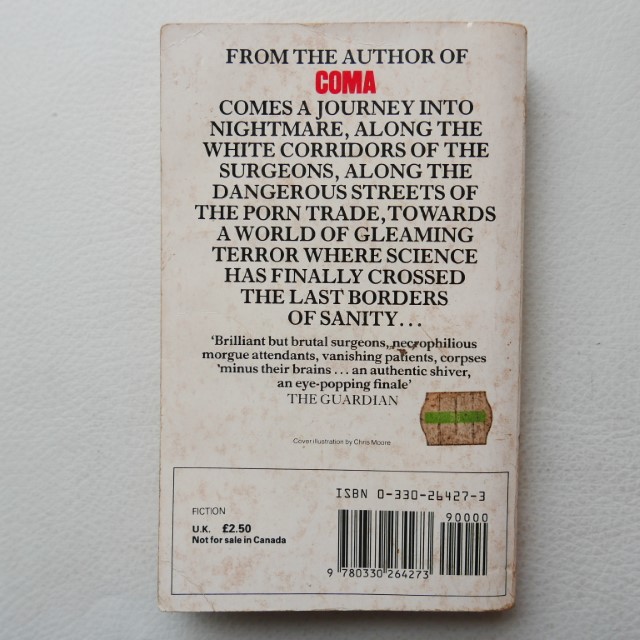 FROM THE AUTHOR OF
COMA
COMES A JOURNEY INTO
NIGHTMARE, ALONG THE
WHITE CORRIDORS OF THE
SURGEONS, ALONG THE
DANGEROUS STREETS OF
THE PORN TRADE, TOWARDS
A WORLD OF GLEAMING
TERROR WHERE SCIENCE
HAS FINALLY CROSSED
THE LAST BORDERS
OF SANITY...
'Brilliant but brutal surgeons, necrophilious
morgue attendants, vanishing patients, corpses
minus their brains ... an authentic shiver,
an eye-popping finale'
THE GUARDIAN
Cover illustration by Chris Moore
ISBN 0-330-26427-3
90000
FICTION
U.K. £2.50
Not for sale in Canada
9 780330 264273